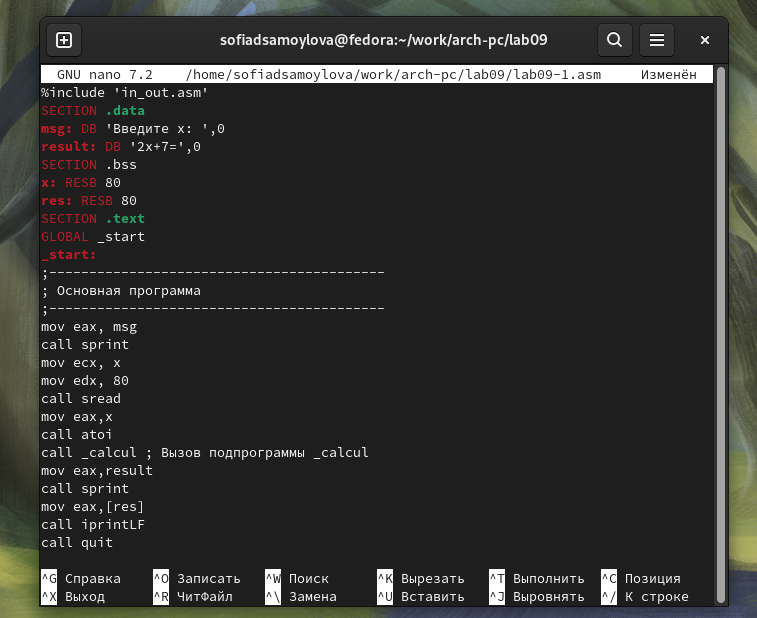 sofiadsamoylova@fedora:~/work/arch-pc/lab09
GNU nano 7.2 /home/sofiadsamoylova/work/arch-pc/lab09/lab09-1.asm Изменён
%include 'in_out.asm'
SECTION .data
msg: DB 'Введите x: ',0
result: DB '2x+7=',0
SECTION .bss
x: RESB 80
res: RESB 80
SECTION .text
GLOBAL _start
_start:
;------------------------------------------
; Основная программа
;------------------------------------------
mov eax, msg
call sprint
mov ecx, x
mov edx, 80
call sread
mov eax,x
call atoi
call _calcul ; Вызов подпрограммы _calcul
mov eax,result
call sprint
mov eax,[res]
call iprintLF
call quit
^G Справка ^O Записать ^W Поиск ^K Вырезать ^T Выполнить ^C Позиция
^X Выход ^R ЧитФайл ^\ Замена ^U Вставить ^J Выровнять ^/ К строке